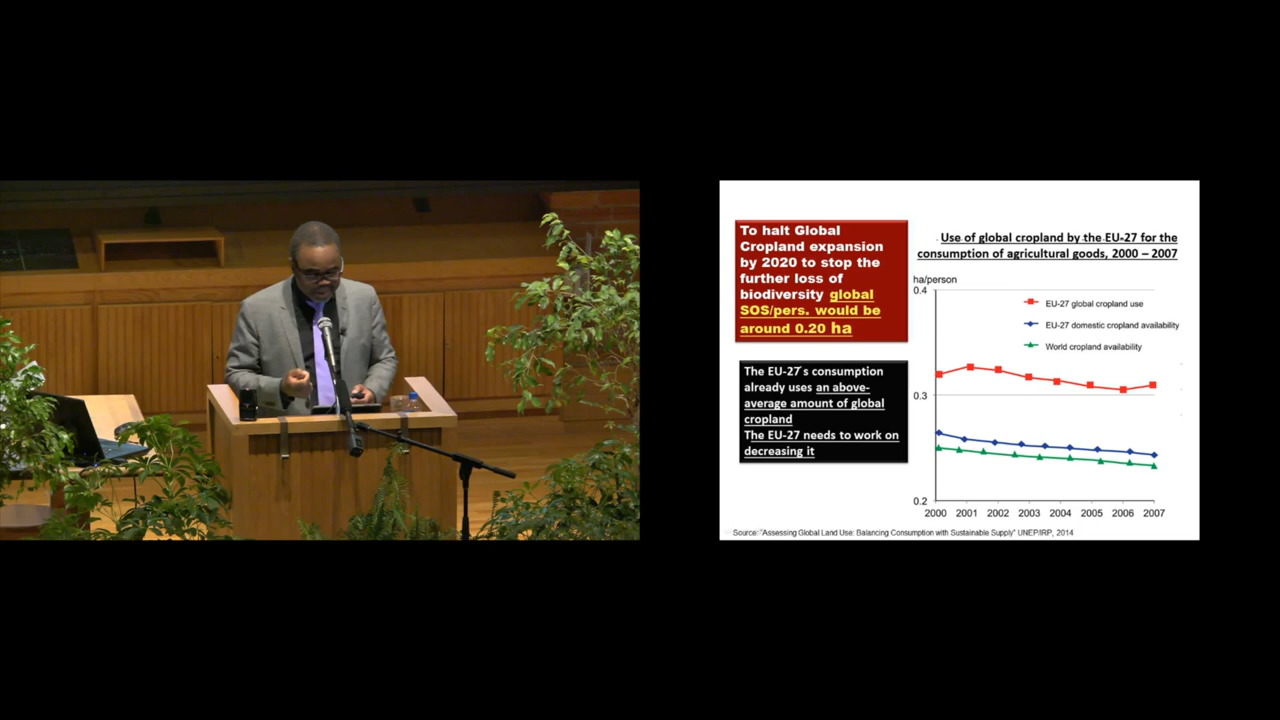 To halt Global
Cropland expansion
by 2020 to stop the
further loss of
biodiversity global
SOS/pers. would be
around 0.20 ha
The EU-27's consumption
already uses an above-
average amount of global
cropland
The EU-27 needs to work on
decreasing it
Use of global cropland by the EU-27 for the
consumption of agricultural goods, 2000 – 2007
ha/person
0.4
EU-27 global cropland use
EU-27 domestic cropland availability
World cropland availability
0.3
0.2
2000 2001 2002 2003 2004 2005 2006 2007
Source: "Assessing Global Land Use: Balancing Consumption with Sustainable Supply" UNEP/IRP, 2014